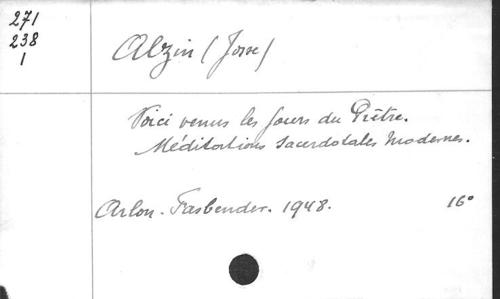 271
238
1
Alzin (Josse)
Voici venus les Jours du Prêtre.
Méditations Sacerdotales Modernes.
Arlon. Fasbender. 1948. 16°